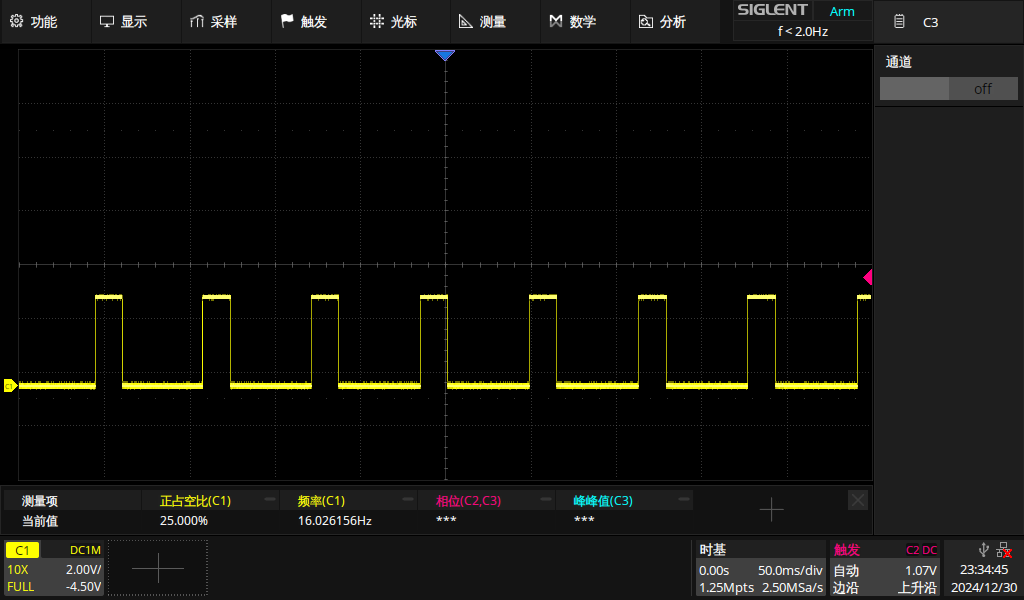 功能 显示 采样 触发 光标 测量 数学 分析 SIGLENT Arm
f < 2.0Hz
C3
通道
off
C1
测量项 正占空比(C1) 频率(C1) 相位(C2,C3) 峰峰值(C3)
当前值 25.000% 16.026156Hz *** ***
C1 DC1M
10X 2.00V/
FULL -4.50V
时基
0.00s 50.0ms/div
1.25Mpts 2.50MSa/s
触发 C2 DC
自动 1.07V
边沿 上升沿
23:34:45
2024/12/30